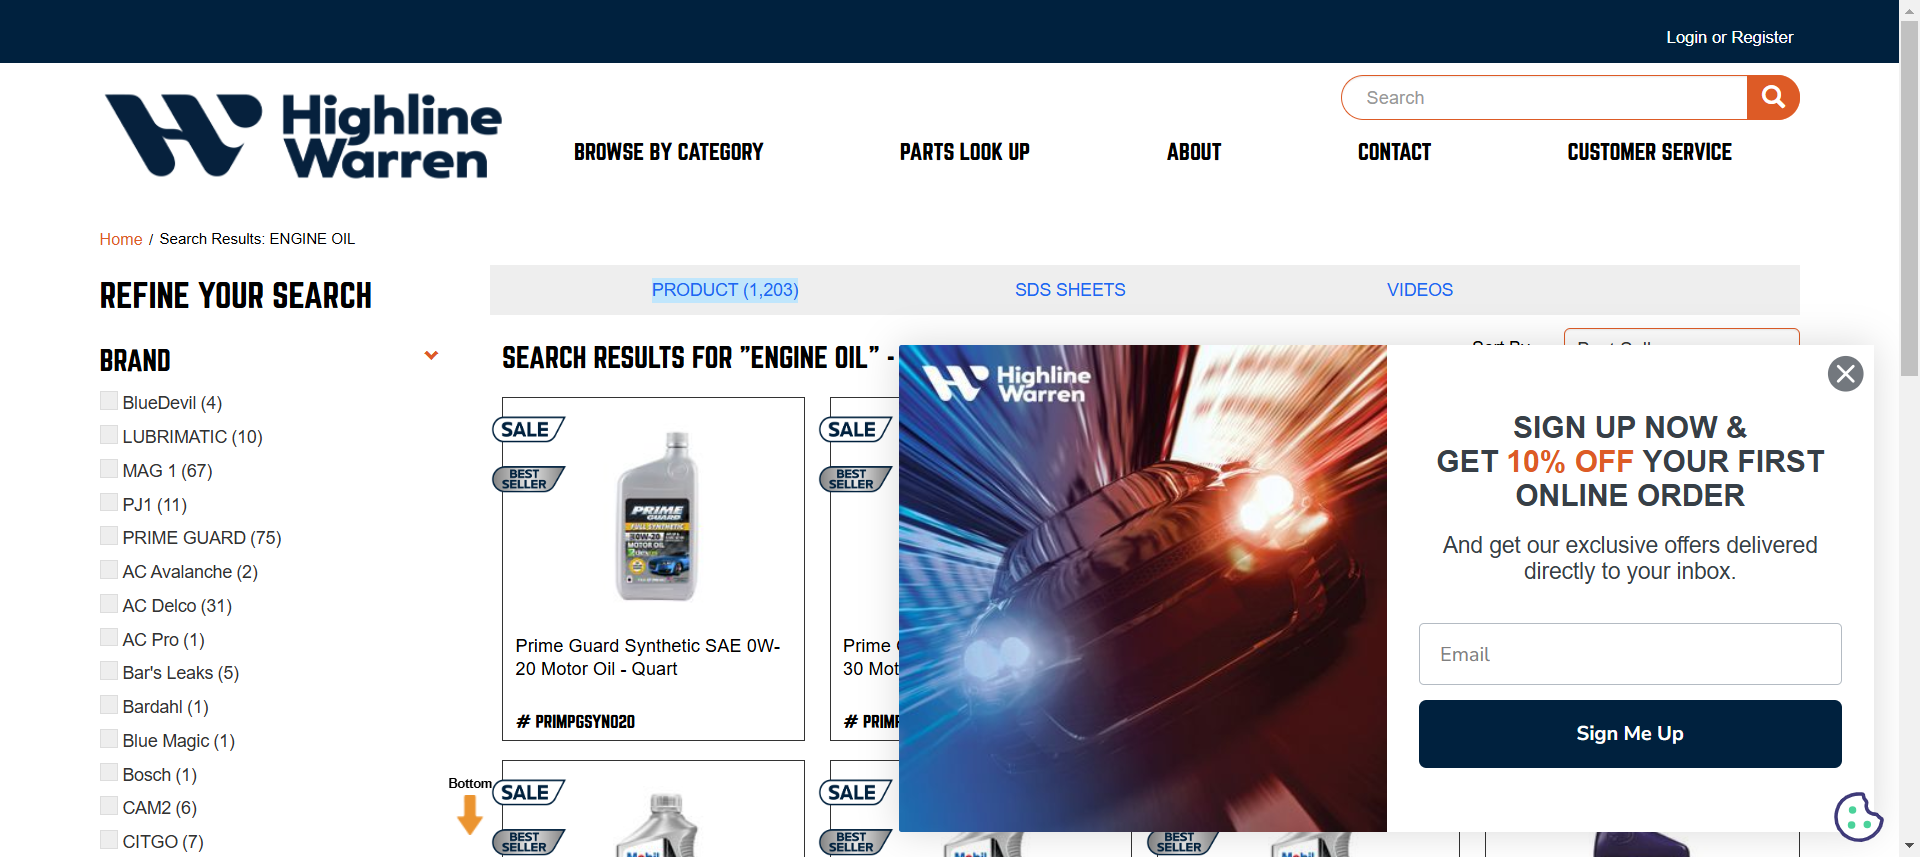 Login or Register
Highline
Warren
Search
BROWSE BY CATEGORY
PARTS LOOK UP
ABOUT
CONTACT
CUSTOMER SERVICE
Home / Search Results: ENGINE OIL
REFINE YOUR SEARCH
PRODUCT (1,203)
SDS SHEETS
VIDEOS
BRAND
BlueDevil (4)
LUBRIMATIC (10)
MAG 1 (67)
PJ1 (11)
PRIME GUARD (75)
AC Avalanche (2)
AC Delco (31)
AC Pro (1)
Bar's Leaks (5)
Bardahl (1)
Blue Magic (1)
Bosch (1)
CAM2 (6)
CITGO (7)
Bottom
SEARCH RESULTS FOR "ENGINE OIL" -
SALE
BEST
SELLER
PRIME
GUARD
FULL SYNTHETIC
0W-20
MOTOR OIL
Prime Guard Synthetic SAE 0W-
20 Motor Oil - Quart
# PRIMPGSYN020
SALE
BEST
SELLER
Prime
30 Mot
# PRIMP
SALE
BEST
SELLER
Mobil
SALE
BEST
SELLER
Mobil
BEST
SELLER
Mobil
Highline
Warren
SIGN UP NOW &
GET 10% OFF YOUR FIRST
ONLINE ORDER
And get our exclusive offers delivered
directly to your inbox.
Email
Sign Me Up